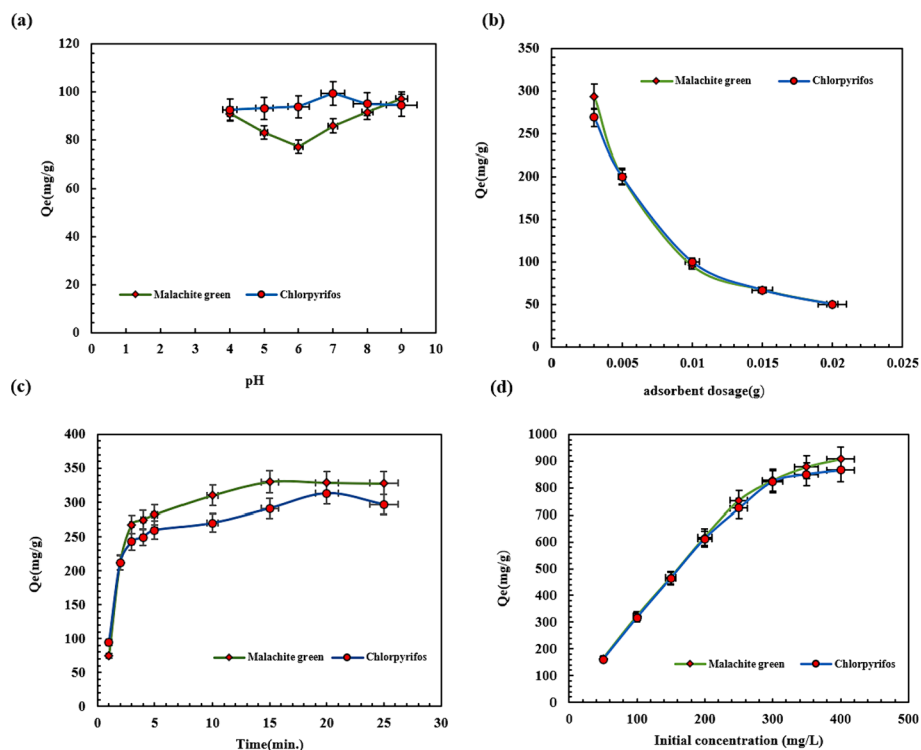 (a)
120
100
80
60
40
20
0
Qe(mg/g)
Malachite green Chlorpyrifos
0 1 2 3 4 5 6 7 8 9 10
pH
(b)
350
300
250
200
150
100
50
0
Qe(mg/g)
Malachite green Chlorpyrifos
0.005 0.01 0.015 0.02 0.025
adsorbent dosage(g)
(c)
400
350
300
250
200
150
100
50
0
Qe(mg/g)
Malachite green Chlorpyrifos
0 5 10 15 20 25 30
Time(min.)
(d)
1000
900
800
700
600
500
400
300
200
100
0
Qe(mg/g)
Malachite green Chlorpyrifos
0 100 200 300 400 500
Initial concentration (mg/L)